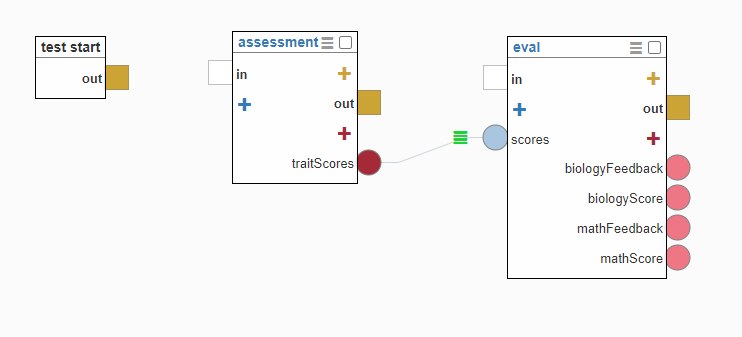 test start
out
assessment
in
out
traitScores
eval
in
out
scores
biologyFeedback
biologyScore
mathFeedback
mathScore